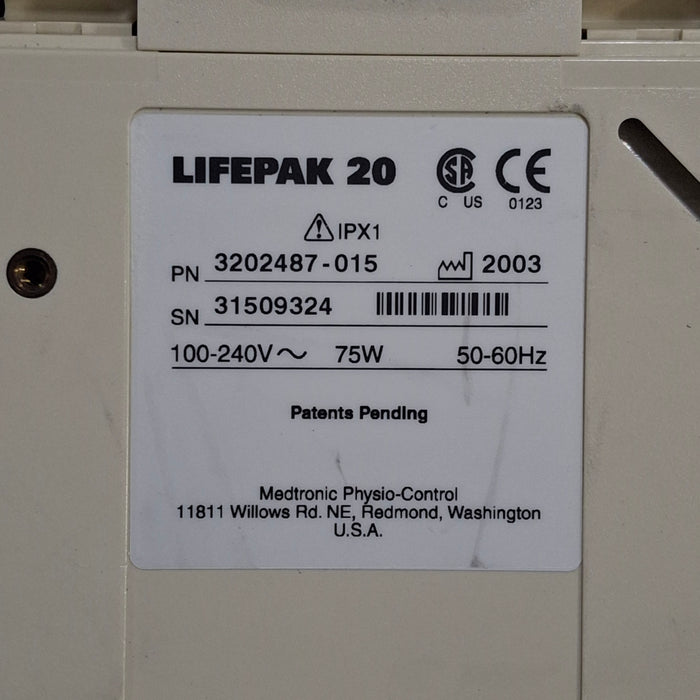 LIFEPAK 20
C US 0123
IPX1
PN 3202487-015 2003
SN 31509324
100-240V~ 75W 50-60Hz
Patents Pending
Medtronic Physio-Control
11811 Willows Rd. NE, Redmond, Washington
U.S.A.